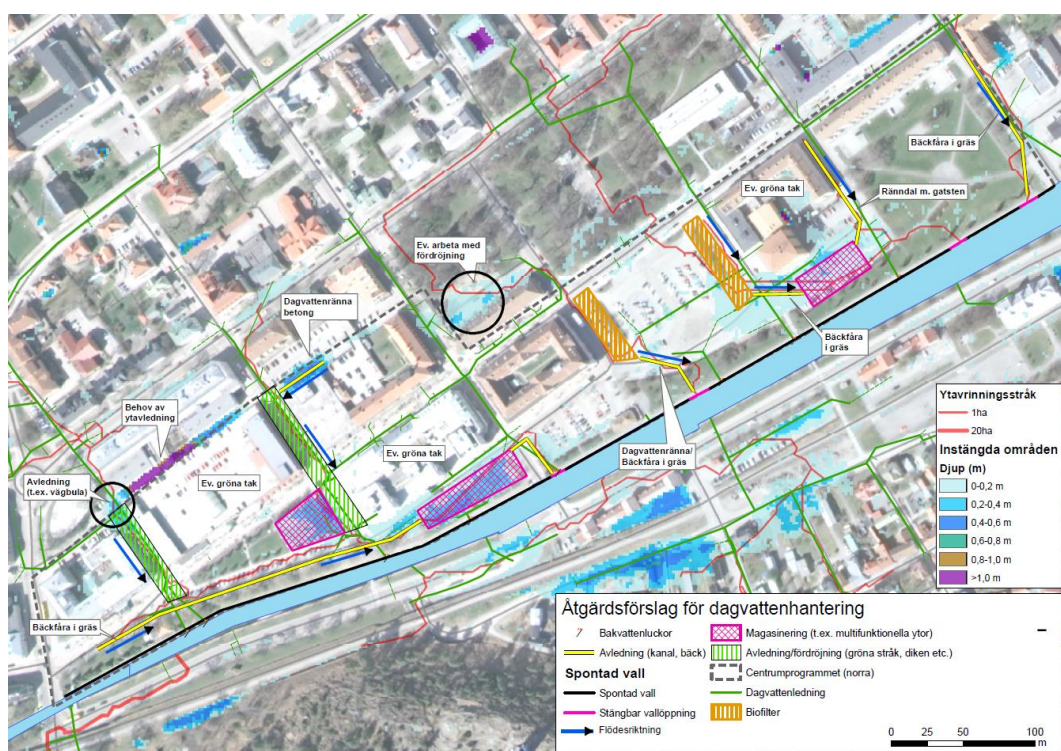 Bäckfåra i gräs
Ränndal m. gatsten
Ev. gröna tak
Ev. arbeta med
fördröjning
Dagvattenränna
betong
Bäckfåra
i gräs
Behov av
ytavledning
Dagvattenränna/
Bäckfåra i gräs
Ev. gröna tak
Ev. gröna tak
Avledning
(t.ex. vägbula)
Bäckfåra i gräs
Ytavrinningsstråk
1ha
20ha
Instängda områden
Djup (m)
0-0,2 m
0,2-0,4 m
0,4-0,6 m
0,6-0,8 m
0,8-1,0 m
>1,0 m
Åtgärdsförslag för dagvattenhantering
Bakvattenluckor
Avledning (kanal, bäck)
Spontad vall
Spontad vall
Stängbar vallöppning
Flödesriktning
Magasinering (t.ex. multifunktionella ytor)
Avledning/fördröjning (gröna stråk, diken etc.)
Centrumprogrammet (norra)
Dagvattenledning
Biofilter
0 25 50 100
m